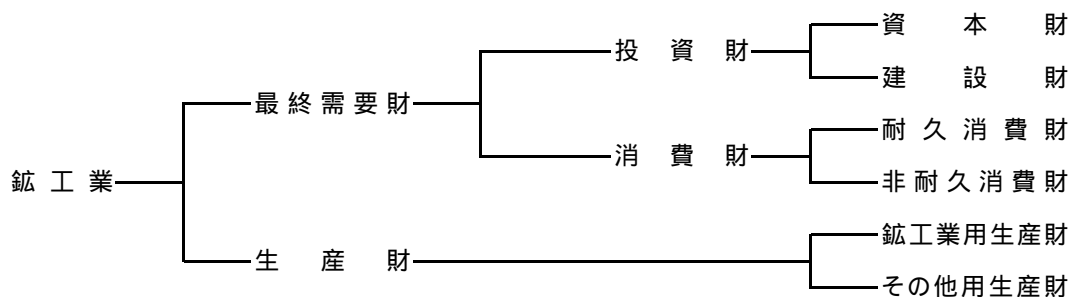 資本財
投資財
建設財
最終需要財
耐久消費財
消費財
鉱工業
非耐久消費財
鉱工業用生産財
生産財
その他用生産財